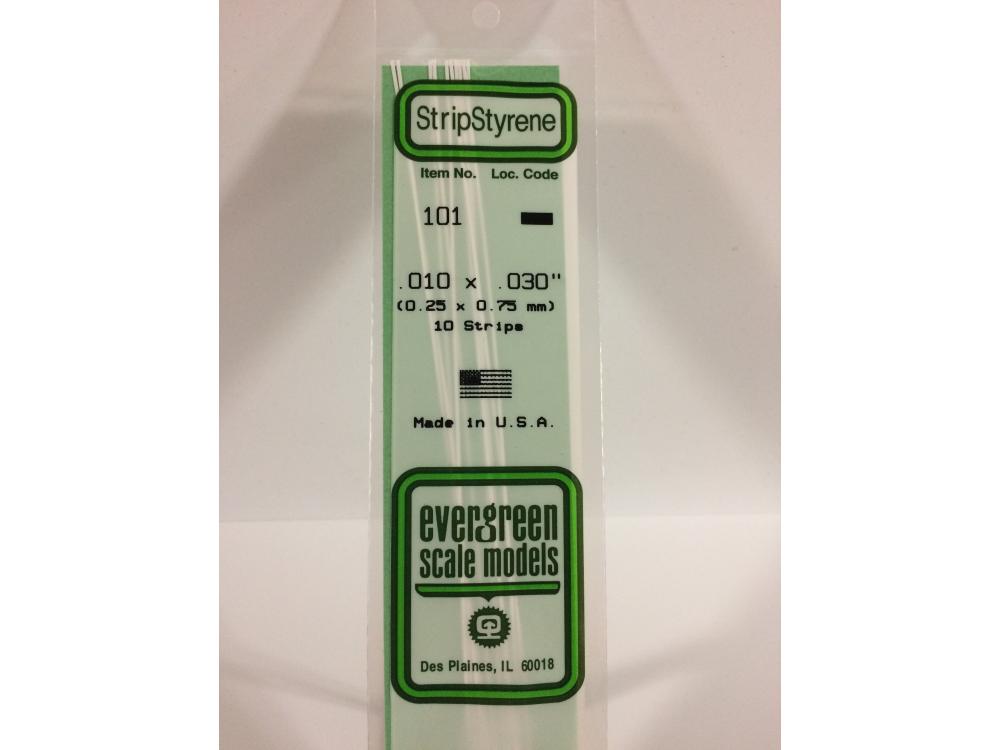 StripStyrene
Item No. Loc. Code
101
.010 x .030"
(0.25 x 0.75 mm)
10 Strips
Made in U.S.A.
evergreen
scale models
Des Plaines, IL 60018